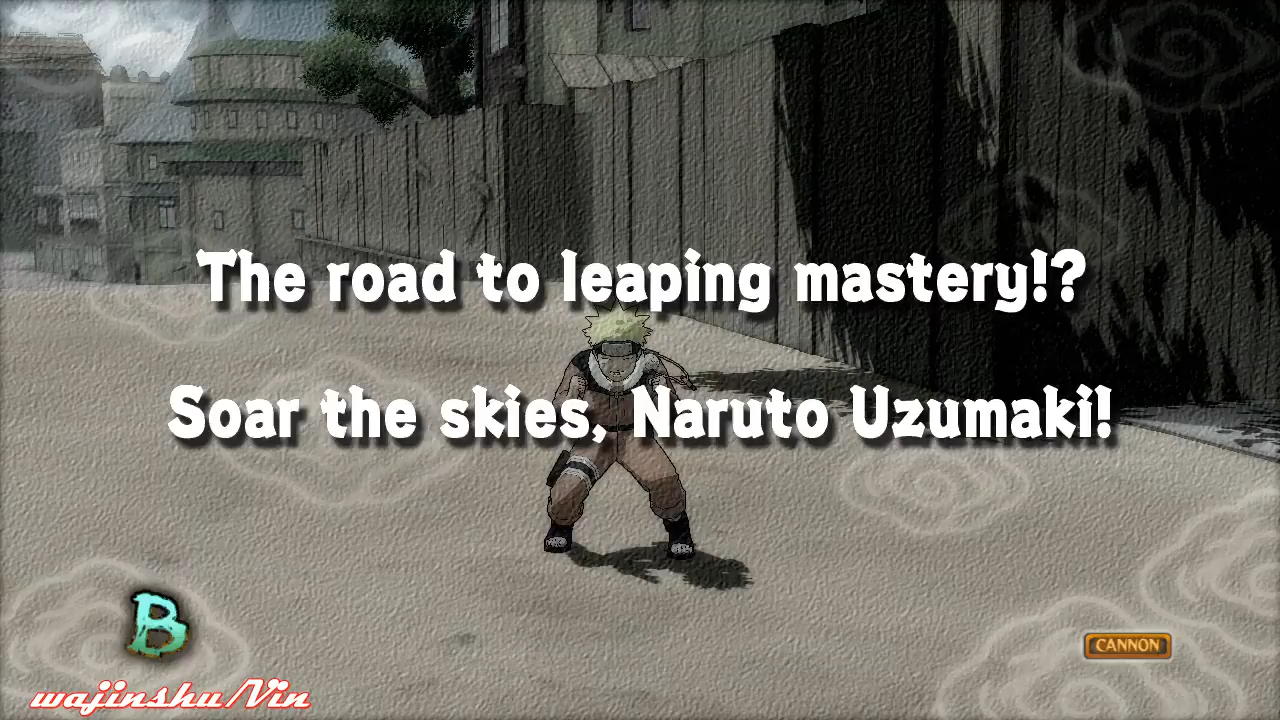 The road to leaping mastery!?
Soar the skies, Naruto Uzumaki!
B
CANNON
wajinshu/Vin